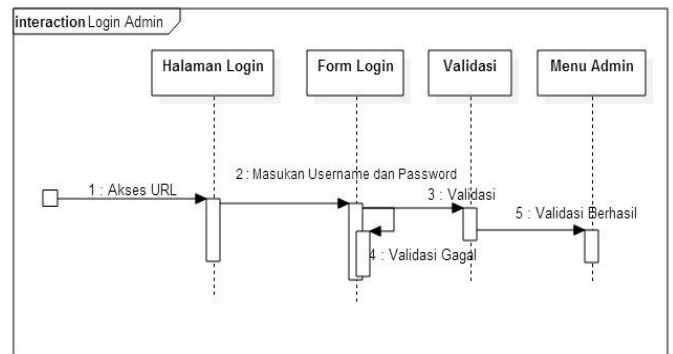 interaction Login Admin
Halaman Login
Form Login
Validasi
Menu Admin
1 : Akses URL
2 : Masukan Username dan Password
3 : Validasi
5 : Validasi Berhasil
4 : Validasi Gagal